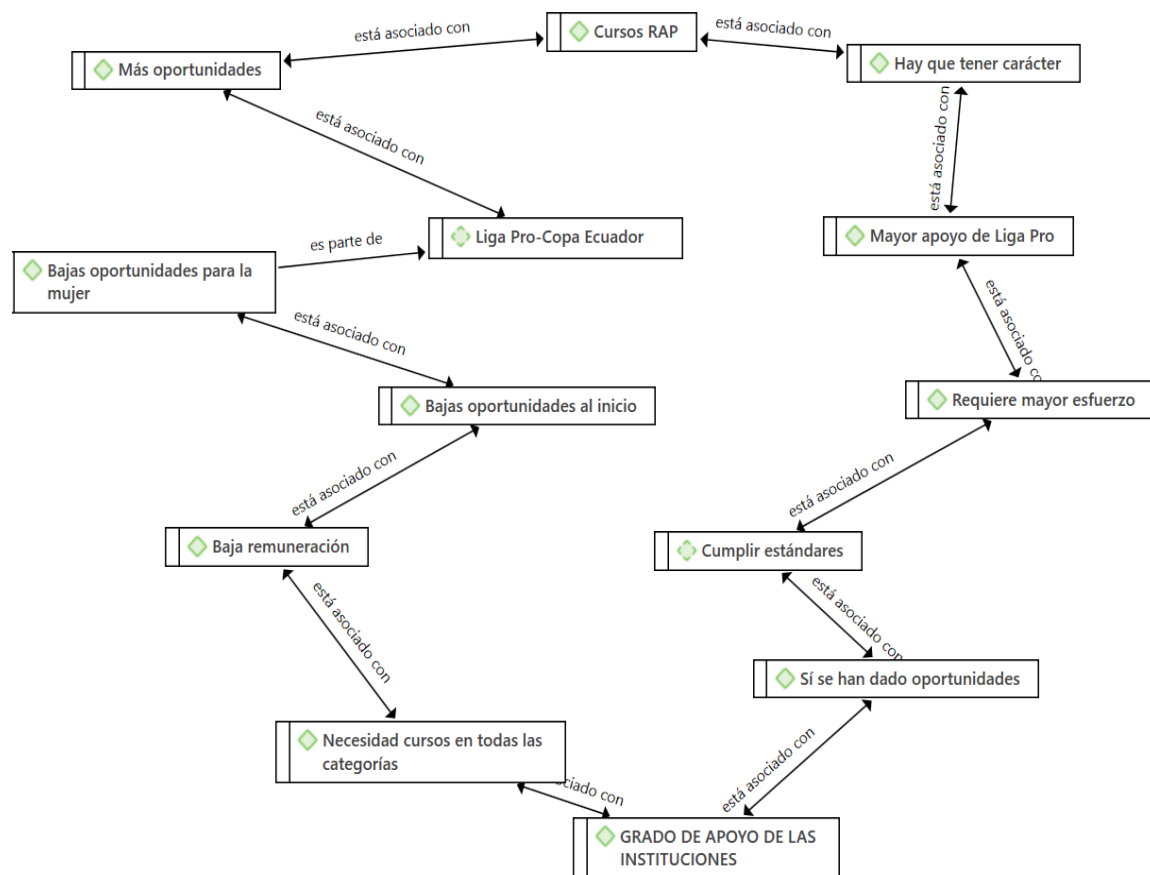 Cursos RAP
está asociado con
está asociado con
Más oportunidades
Hay que tener carácter
está asociado con
está asociado con
Liga Pro-Copa Ecuador
Mayor apoyo de Liga Pro
es parte de
Bajas oportunidades para la
mujer
está asociado con
está asociado co
Bajas oportunidades al inicio
Requiere mayor esfuerzo
está asociado con
está asociado con
Baja remuneración
Cumplir estándares
está asociado con
está asociado con
Sí se han dado oportunidades
Necesidad cursos en todas las
categorías
está asociado con
ociado con
GRADO DE APOYO DE LAS
INSTITUCIONES